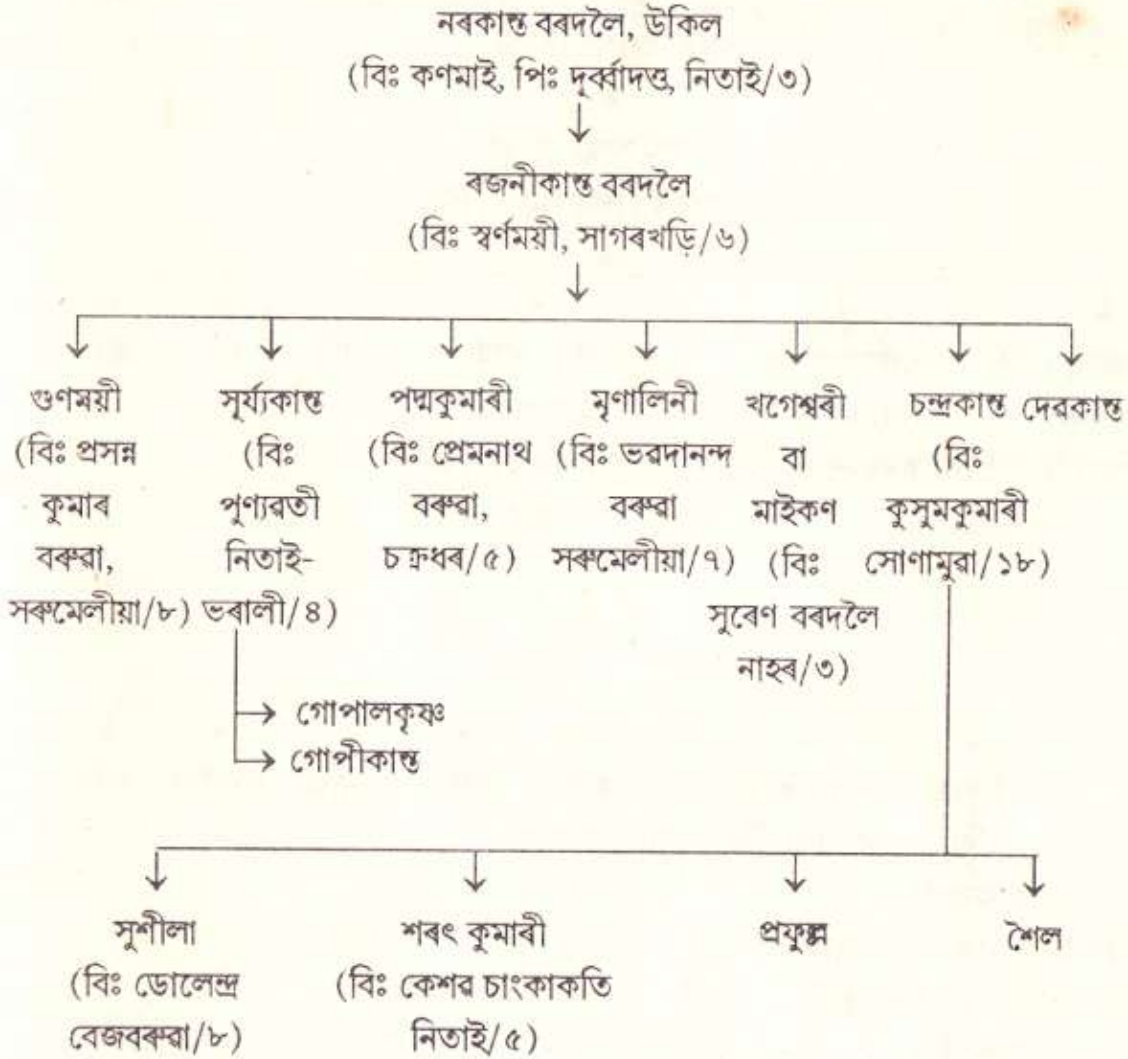 নৰকান্ত বৰদলৈ, উকিল
(বিঃ কণমাই, পিঃ দূৰ্ব্বাদত্ত, নিতাই/৩)
ৰজনীকান্ত বৰদলৈ
(বিঃ স্বৰ্ণময়ী, সাগৰখড়ি/৬)
গুণময়ী সূৰ্য্যকান্ত পদ্মকুমাৰী মৃণালিনী খগেশ্বৰী চন্দ্ৰকান্ত দেৱকান্ত
(বিঃ প্ৰসন্ন (বিঃ (বিঃ প্ৰেমনাথ (বিঃ ভৱদানন্দ বা (বিঃ
কুমাৰ পুণ্যৱতী বৰুৱা, বৰুৱা মাইকণ কুসুমকুমাৰী
বৰুৱা, নিতাই- চক্ৰধৰ/৫) সৰুমেলীয়া/৭) (বিঃ সোণামুৱা/১৮)
সৰুমেলীয়া/৮) ভৰালী/৪) সুৰেণ বৰদলৈ
নাহৰ/৩)
গোপালকৃষ্ণ
গোপীকান্ত
সুশীলা শৰৎ কুমাৰী প্ৰফুল্ল শৈল
(বিঃ ডোলেন্দ্ৰ (বিঃ কেশৱ চাংকাকতি
বেজবৰুৱা/৮) নিতাই/৫)